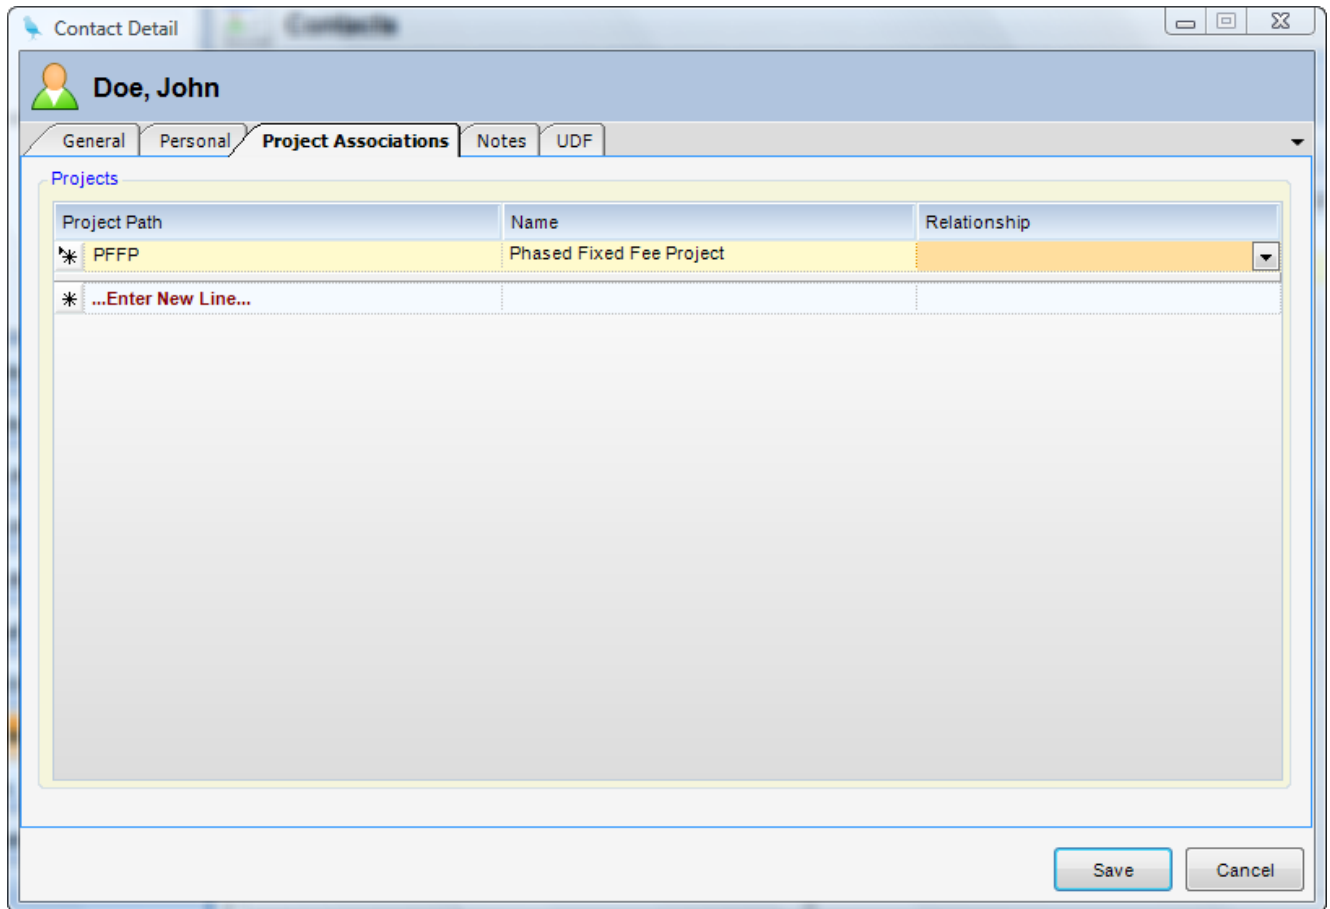 Contact Detail
Contacts
Doe, John
General Personal Project Associations Notes UDF
Projects
Project Path Name Relationship
PFFP Phased Fixed Fee Project
...Enter New Line...
Save Cancel